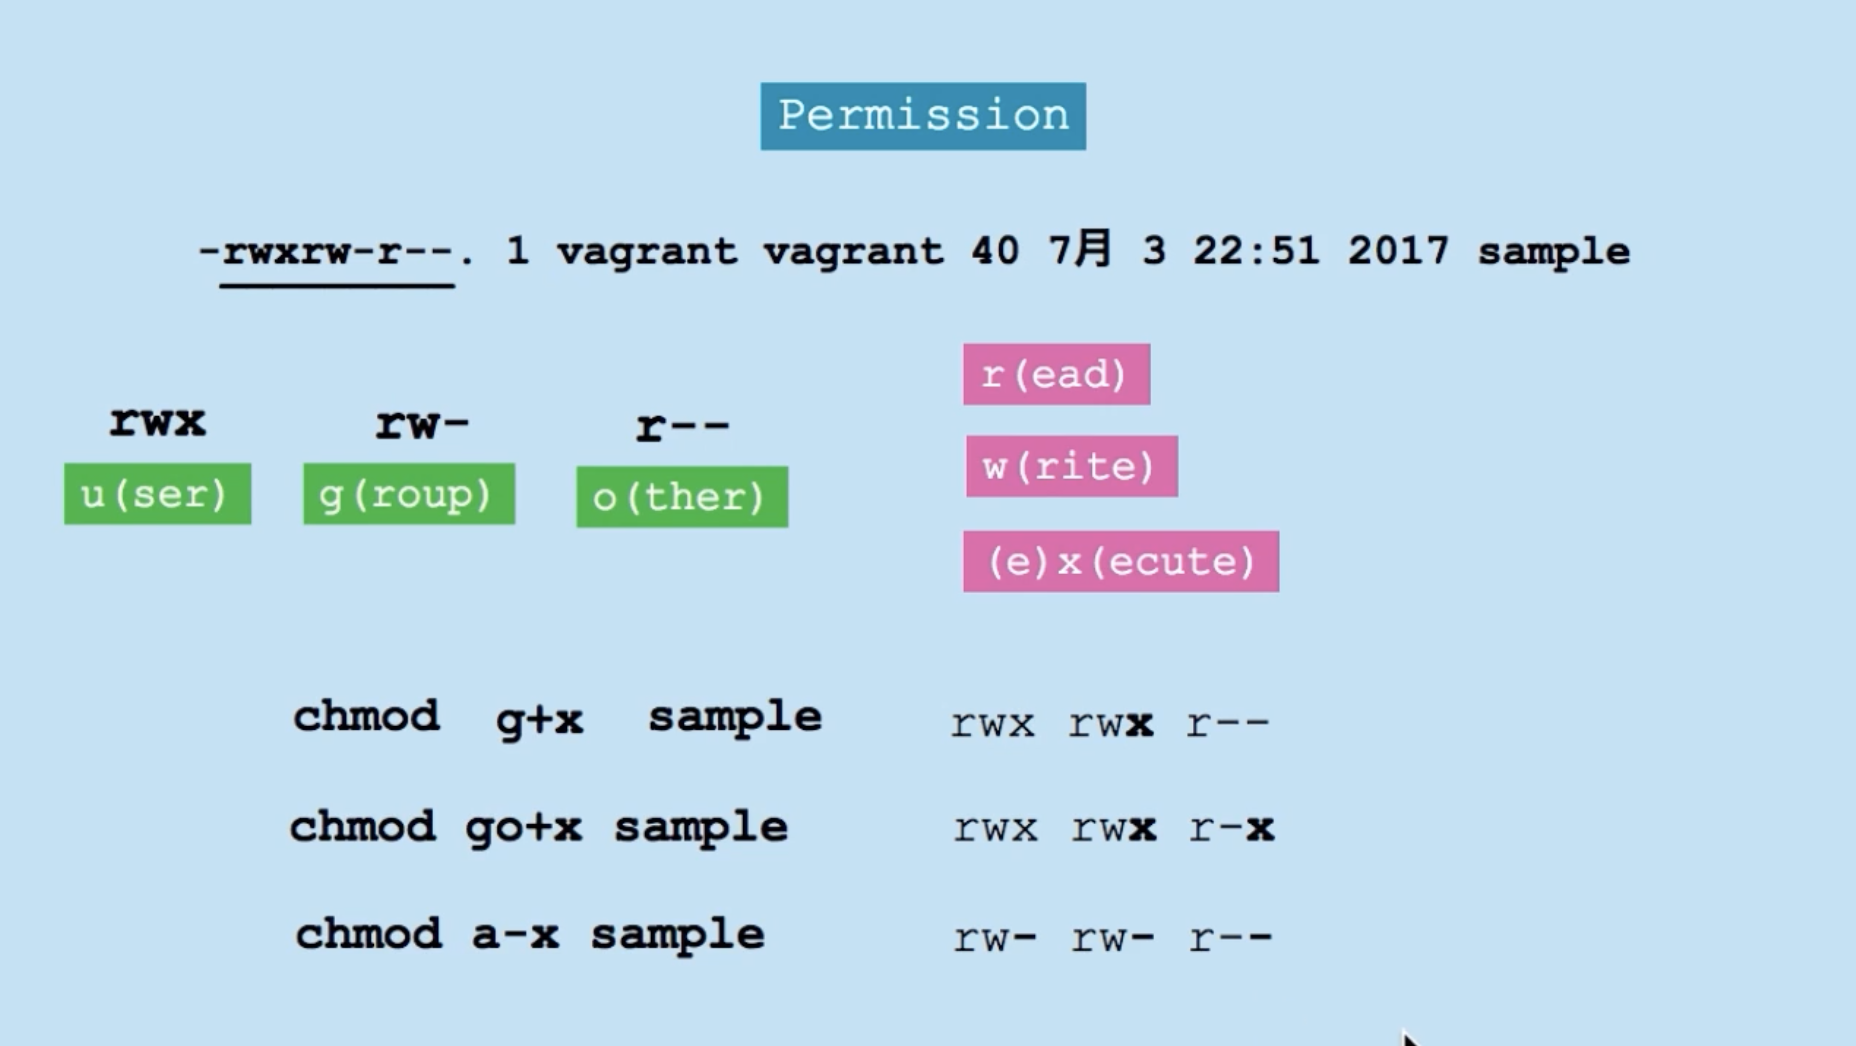 Permission
-rwxrw-r--. 1 vagrant vagrant 40 7月 3 22:51 2017 sample
rwx rw- r--
u(ser) g(roup) o(ther)
r(ead)
w(rite)
(e)x(ecute)
chmod g+x sample rwx rwx r--
chmod go+x sample rwx rwx r-x
chmod a-x sample rw- rw- r--